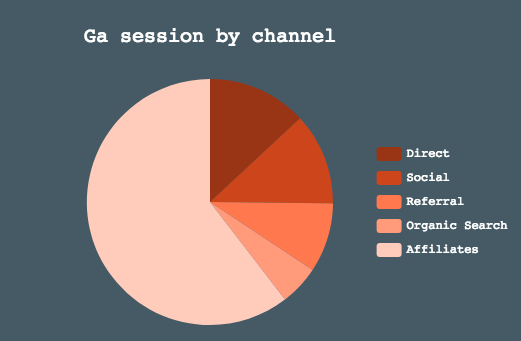 Ga session by channel
Direct
Social
Referral
Organic Search
Affiliates